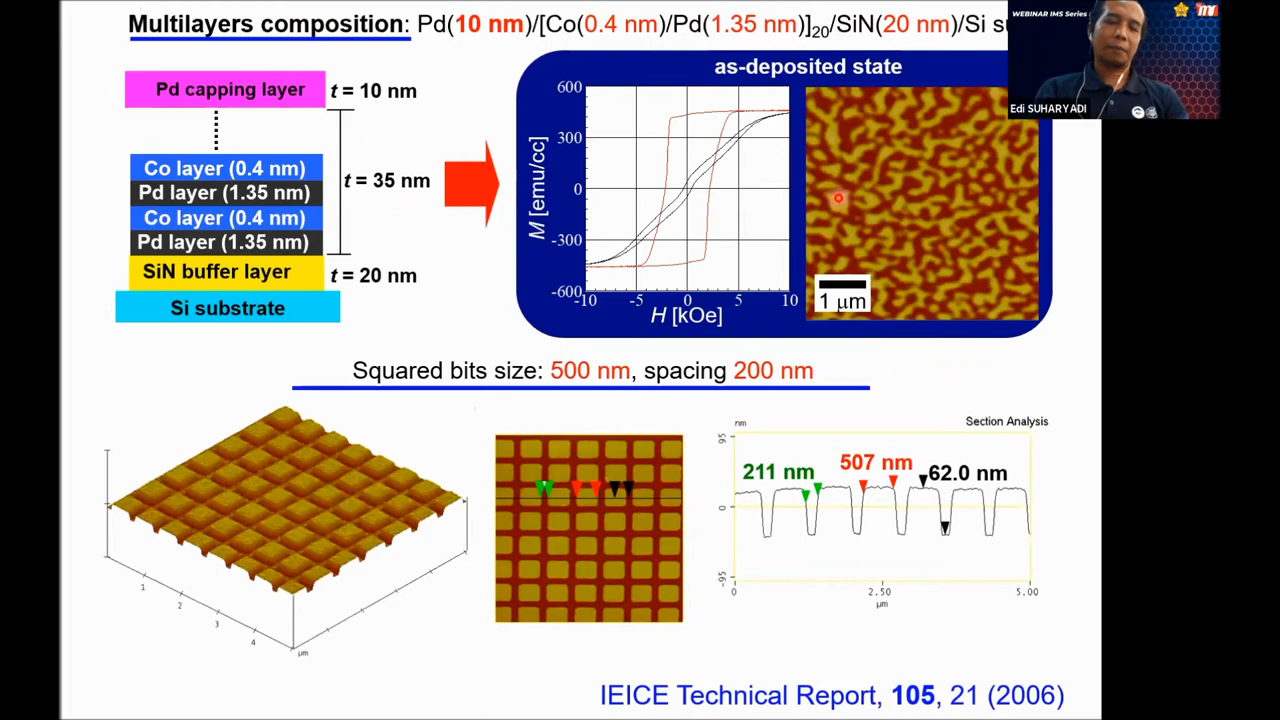 Multilayers composition: Pd(10 nm)/[Co(0.4 nm)/Pd(1.35 nm)]20/SiN(20 nm)/Si
WEBINAR IMS Series
Edi SUHARYADI
Pd capping layer
t = 10 nm
Co layer (0.4 nm)
Pd layer (1.35 nm)
Co layer (0.4 nm)
Pd layer (1.35 nm)
t = 35 nm
SiN buffer layer
t = 20 nm
Si substrate
as-deposited state
M [emu/cc]
600
300
0
-300
-600
-10
-5
0
5
10
H [kOe]
1 μm
Squared bits size: 500 nm, spacing 200 nm
1
2
3
4
μm
nm
Section Analysis
95
0
-95
211 nm
507 nm
62.0 nm
0
2.50
5.00
μm
IEICE Technical Report, 105, 21 (2006)